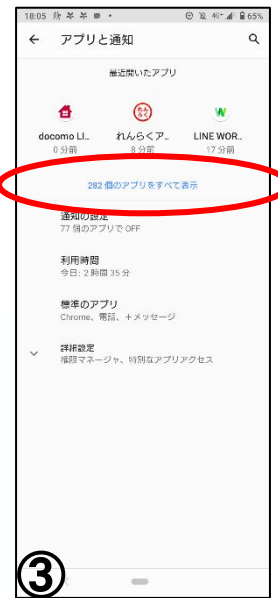 18:05
65%
← アプリと通知
最近開いたアプリ
docomo LI.. れんらくア.. LINE WOR..
0 分前 8 分前 17 分前
282 個のアプリをすべて表示
通知の設定
77 個のアプリで OFF
利用時間
今日: 2 時間 35 分
標準のアプリ
Chrome、電話、+メッセージ
詳細設定
権限マネージャ、特別なアプリアクセス
③